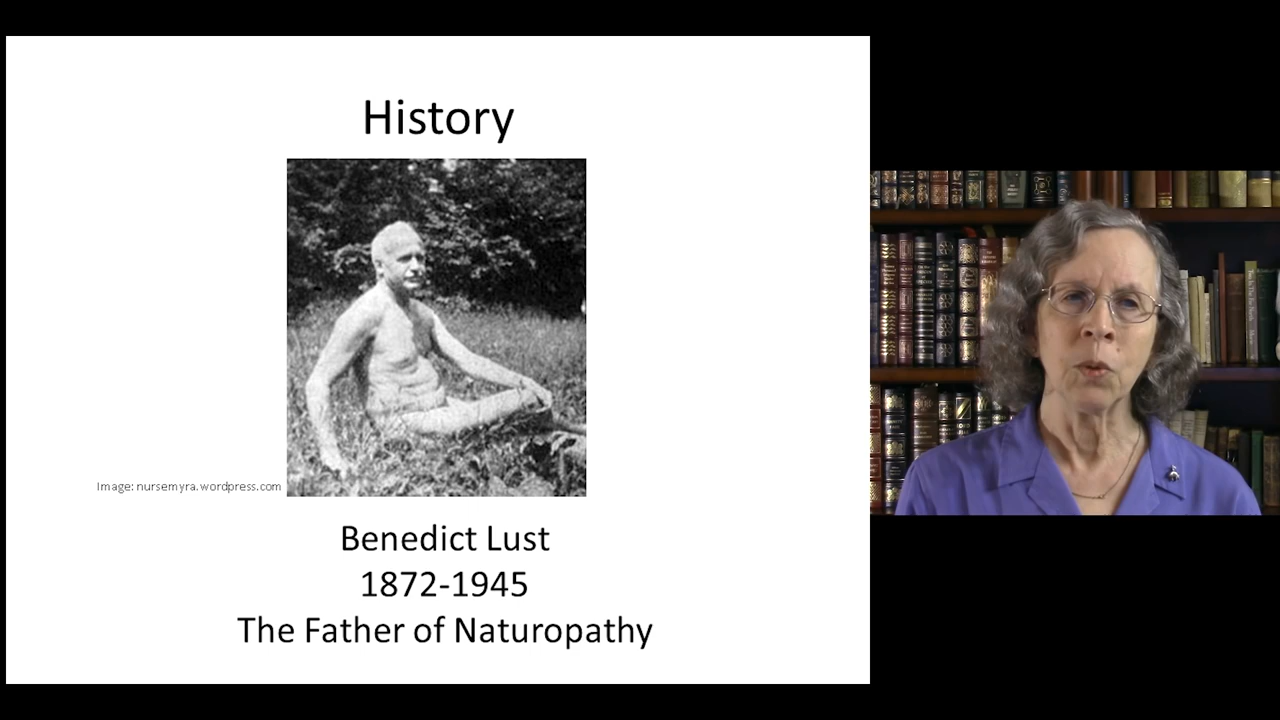 History
Image: nursemyra.wordpress.com
Benedict Lust
1872-1945
The Father of Naturopathy